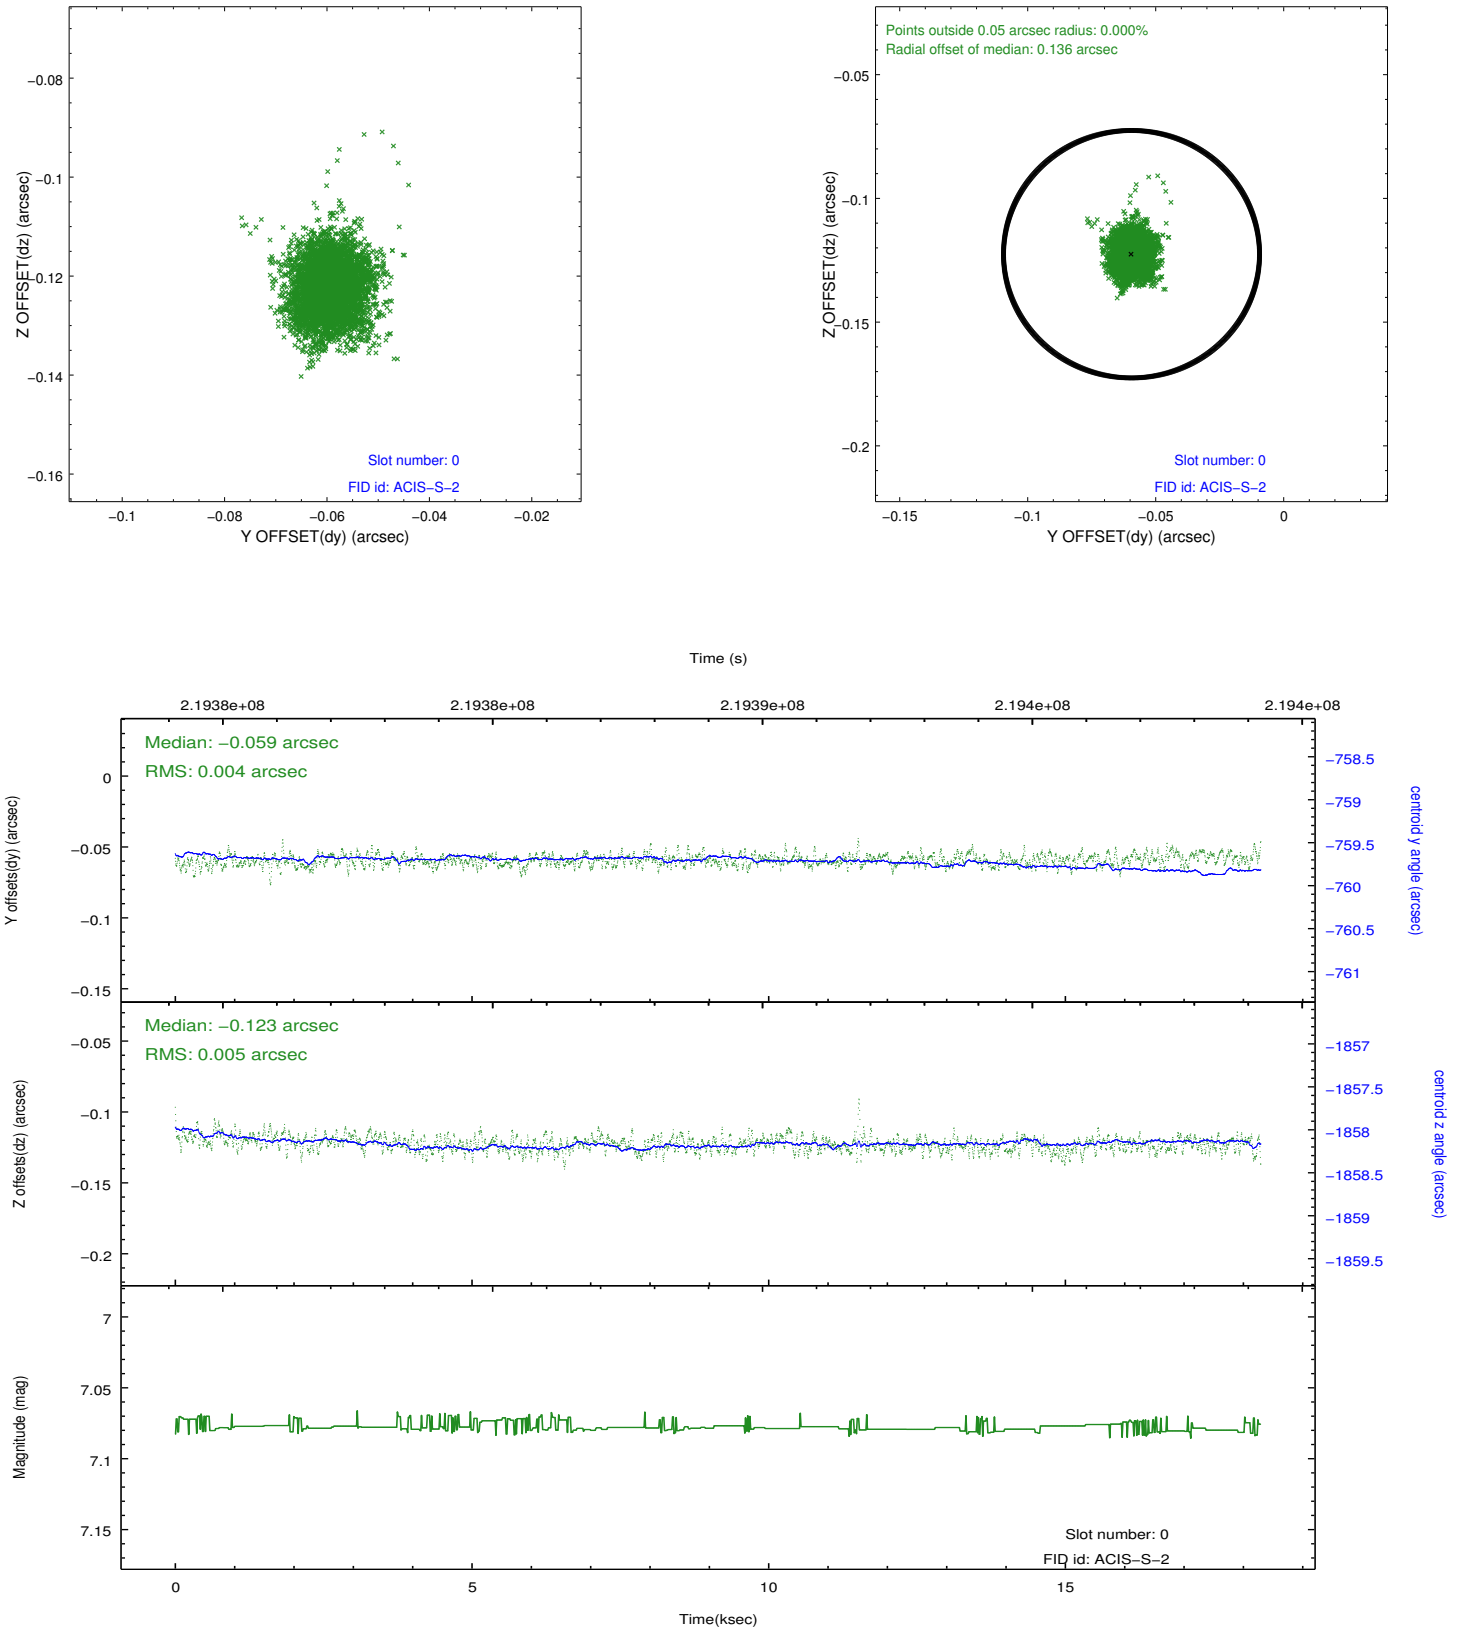 −0.08
−0.1
−0.12
−0.14
−0.16
Z OFFSET(dz) (arcsec)
Slot number: 0
FID id: ACIS−S−2
−0.1
−0.08
−0.06
−0.04
−0.02
Y OFFSET(dy) (arcsec)
Points outside 0.05 arcsec radius: 0.000%
Radial offset of median: 0.136 arcsec
−0.05
−0.1
−0.15
−0.2
Z OFFSET(dz) (arcsec)
Slot number: 0
FID id: ACIS−S−2
−0.15
−0.1
−0.05
0
Y OFFSET(dy) (arcsec)
Time (s)
2.1938e+08
2.1938e+08
2.1939e+08
2.194e+08
2.194e+08
Median: −0.059 arcsec
RMS: 0.004 arcsec
0
−0.05
−0.1
−0.15
Y offsets(dy) (arcsec)
−758.5
−759
−759.5
−760
−760.5
−761
centroid y angle (arcsec)
Median: −0.123 arcsec
RMS: 0.005 arcsec
−0.05
−0.1
−0.15
−0.2
Z offsets(dz) (arcsec)
−1857
−1857.5
−1858
−1858.5
−1859
−1859.5
centroid z angle (arcsec)
7
7.05
7.1
7.15
Magnitude (mag)
Slot number: 0
FID id: ACIS−S−2
0
5
10
15
Time(ksec)